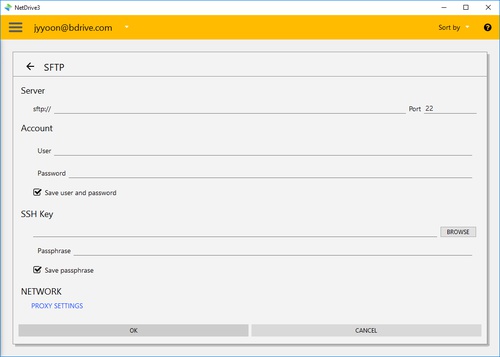 NetDrive3
jyyoon@bdrive.com
Sort by
SFTP
Server
sftp://
Port 22
Account
User
Password
Save user and password
SSH Key
BROWSE
Passphrase
Save passphrase
NETWORK
PROXY SETTINGS
OK
CANCEL